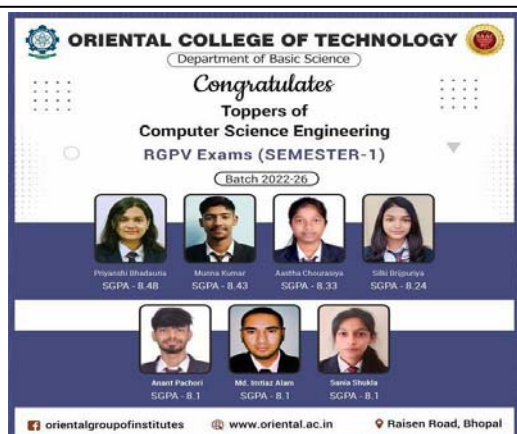 ORIENTAL COLLEGE OF TECHNOLOGY
Department of Basic Science
Congratulates
Toppers of
Computer Science Engineering
RGPV Exams (SEMESTER-1)
Batch 2022-26
Priyanshi Bhadauria Munna Kumar Aastha Chourasiya Silki Brijpuriya
SGPA - 8.48 SGPA - 8.43 SGPA - 8.33 SGPA - 8.24
Anant Pachori Md. Imtiaz Alam Sania Shukla
SGPA - 8.1 SGPA - 8.1 SGPA - 8.1
orientalgroupofinstitutes www.oriental.ac.in Raisen Road, Bhopal